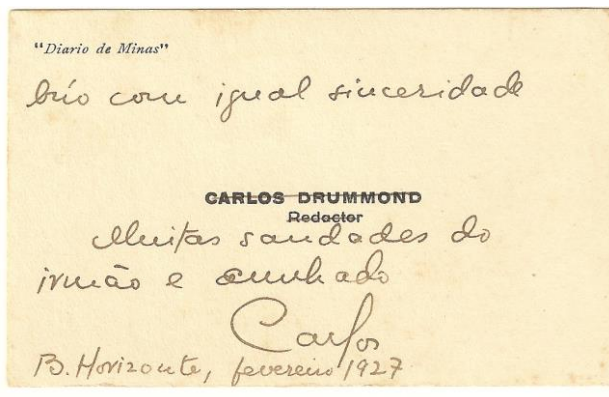 "Diario de Minas"
brio com igual sinceridade
CARLOS DRUMMOND
Redactor
Muitas saudades do
irmão e cunhado
Carlos
B. Horizonte, fevereiro 1927